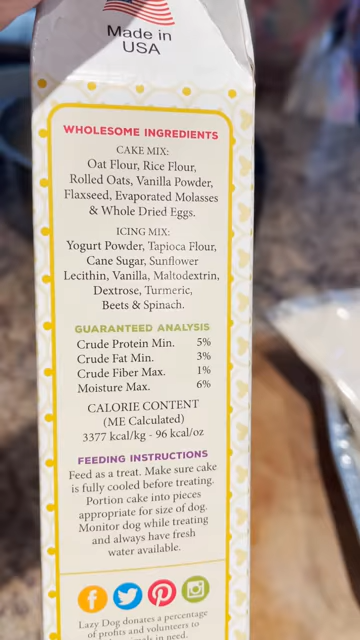 Made in
USA
WHOLESOME INGREDIENTS
CAKE MIX:
Oat Flour, Rice Flour,
Rolled Oats, Vanilla Powder,
Flaxseed, Evaporated Molasses
& Whole Dried Eggs.
ICING MIX:
Yogurt Powder, Tapioca Flour,
Cane Sugar, Sunflower
Lecithin, Vanilla, Maltodextrin,
Dextrose, Turmeric,
Beets & Spinach.
GUARANTEED ANALYSIS
Crude Protein Min. 5%
Crude Fat Min. 3%
Crude Fiber Max. 1%
Moisture Max. 6%
CALORIE CONTENT
(ME Calculated)
3377 kcal/kg - 96 kcal/oz
FEEDING INSTRUCTIONS
Feed as a treat. Make sure cake
is fully cooled before treating.
Portion cake into pieces
appropriate for size of dog.
Monitor dog while treating
and always have fresh
water available.
Lazy Dog donates a percentage
of profits and volunteers to
in need.